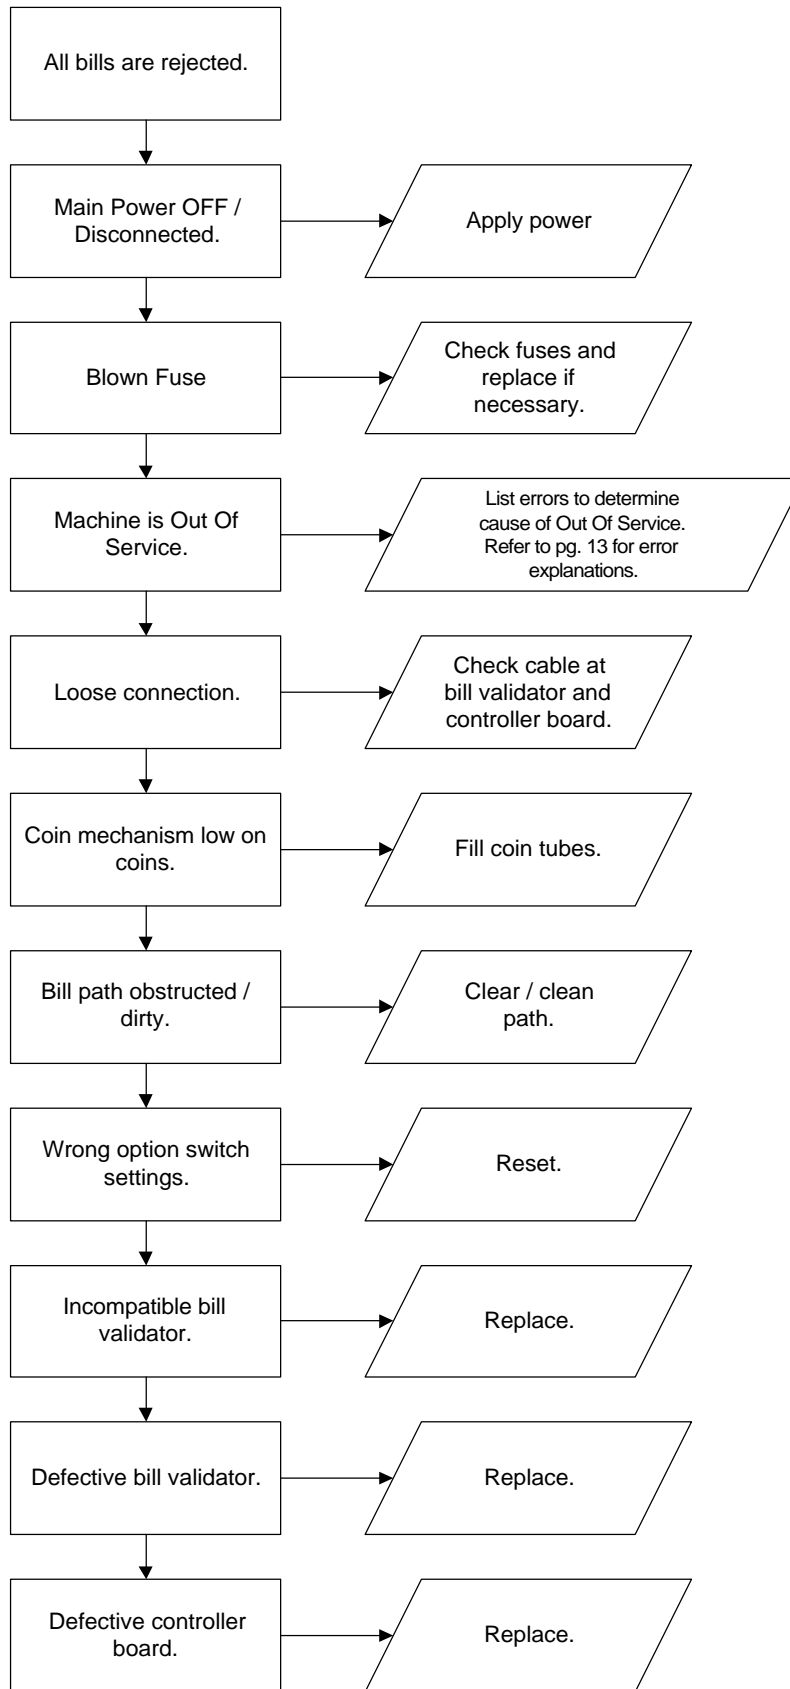 All bills are rejected.
Main Power OFF /
Disconnected.
Apply power
Blown Fuse
Check fuses and
replace if
necessary.
Machine is Out Of
Service.
List errors to determine
cause of Out Of Service.
Refer to pg. 13 for error
explanations.
Loose connection.
Check cable at
bill validator and
controller board.
Coin mechanism low on
coins.
Fill coin tubes.
Bill path obstructed /
dirty.
Clear / clean
path.
Wrong option switch
settings.
Reset.
Incompatible bill
validator.
Replace.
Defective bill validator.
Replace.
Defective controller
board.
Replace.